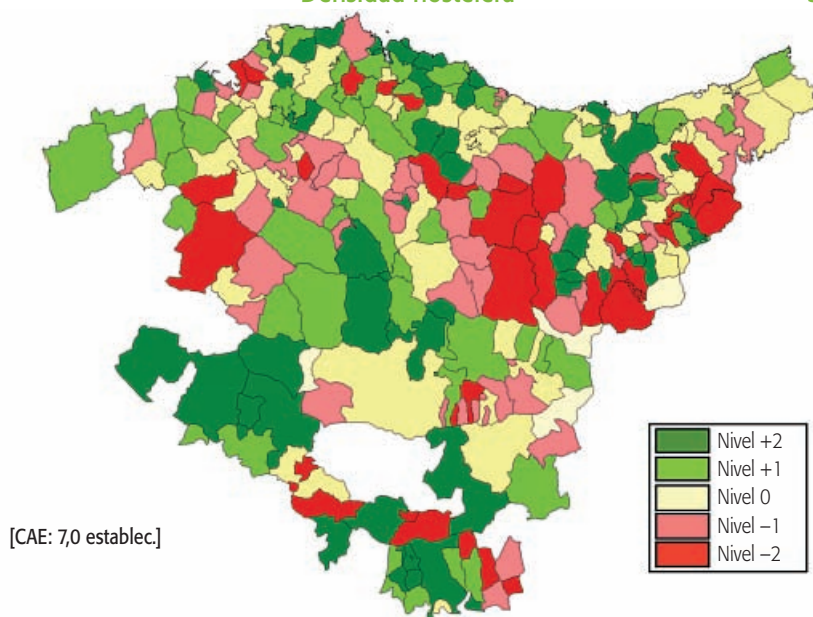 Densidad hostelera
Nivel +2
Nivel +1
Nivel 0
Nivel −1
Nivel −2
[CAE: 7,0 establec.]